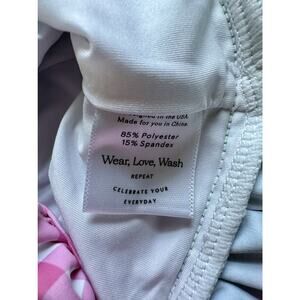 Designed in the USA.
Made for you in China.
85% Polyester
15% Spandex
Wear, Love, Wash
REPEAT
CELEBRATE YOUR
EVERYDAY